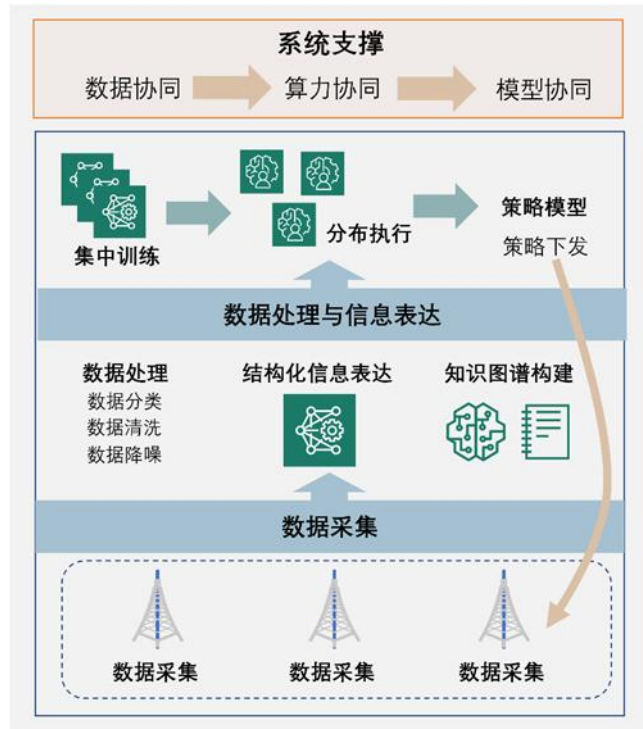 系统支撑
数据协同 算力协同 模型协同
集中训练
分布执行
策略模型
策略下发
数据处理与信息表达
数据处理
数据分类
数据清洗
数据降噪
结构化信息表达
知识图谱构建
数据采集
数据采集 数据采集 数据采集